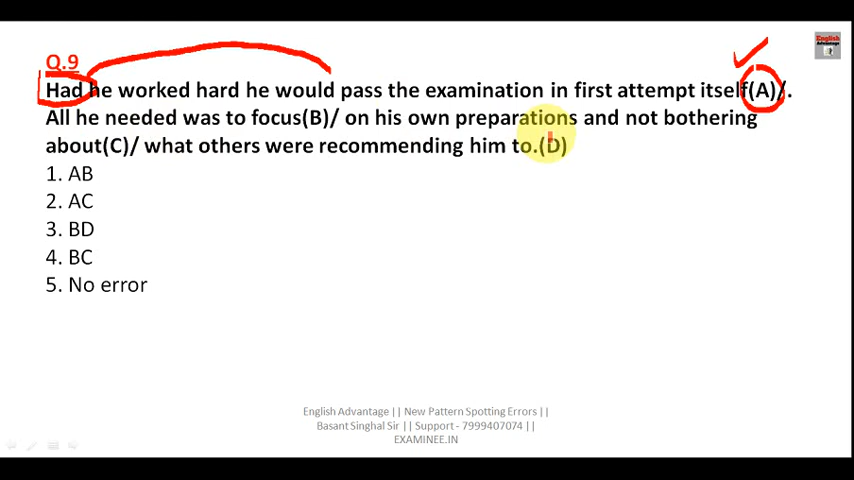 Q.9
English
Advantage
Had he worked hard he would pass the examination in first attempt itself(A)/.
All he needed was to focus(B)/ on his own preparations and not bothering
about(C)/ what others were recommending him to.(D)
1. AB
2. AC
3. BD
4. BC
5. No error
English Advantage || New Pattern Spotting Errors ||
Basant Singhal Sir || Support - 7999407074 ||
EXAMINEE.IN